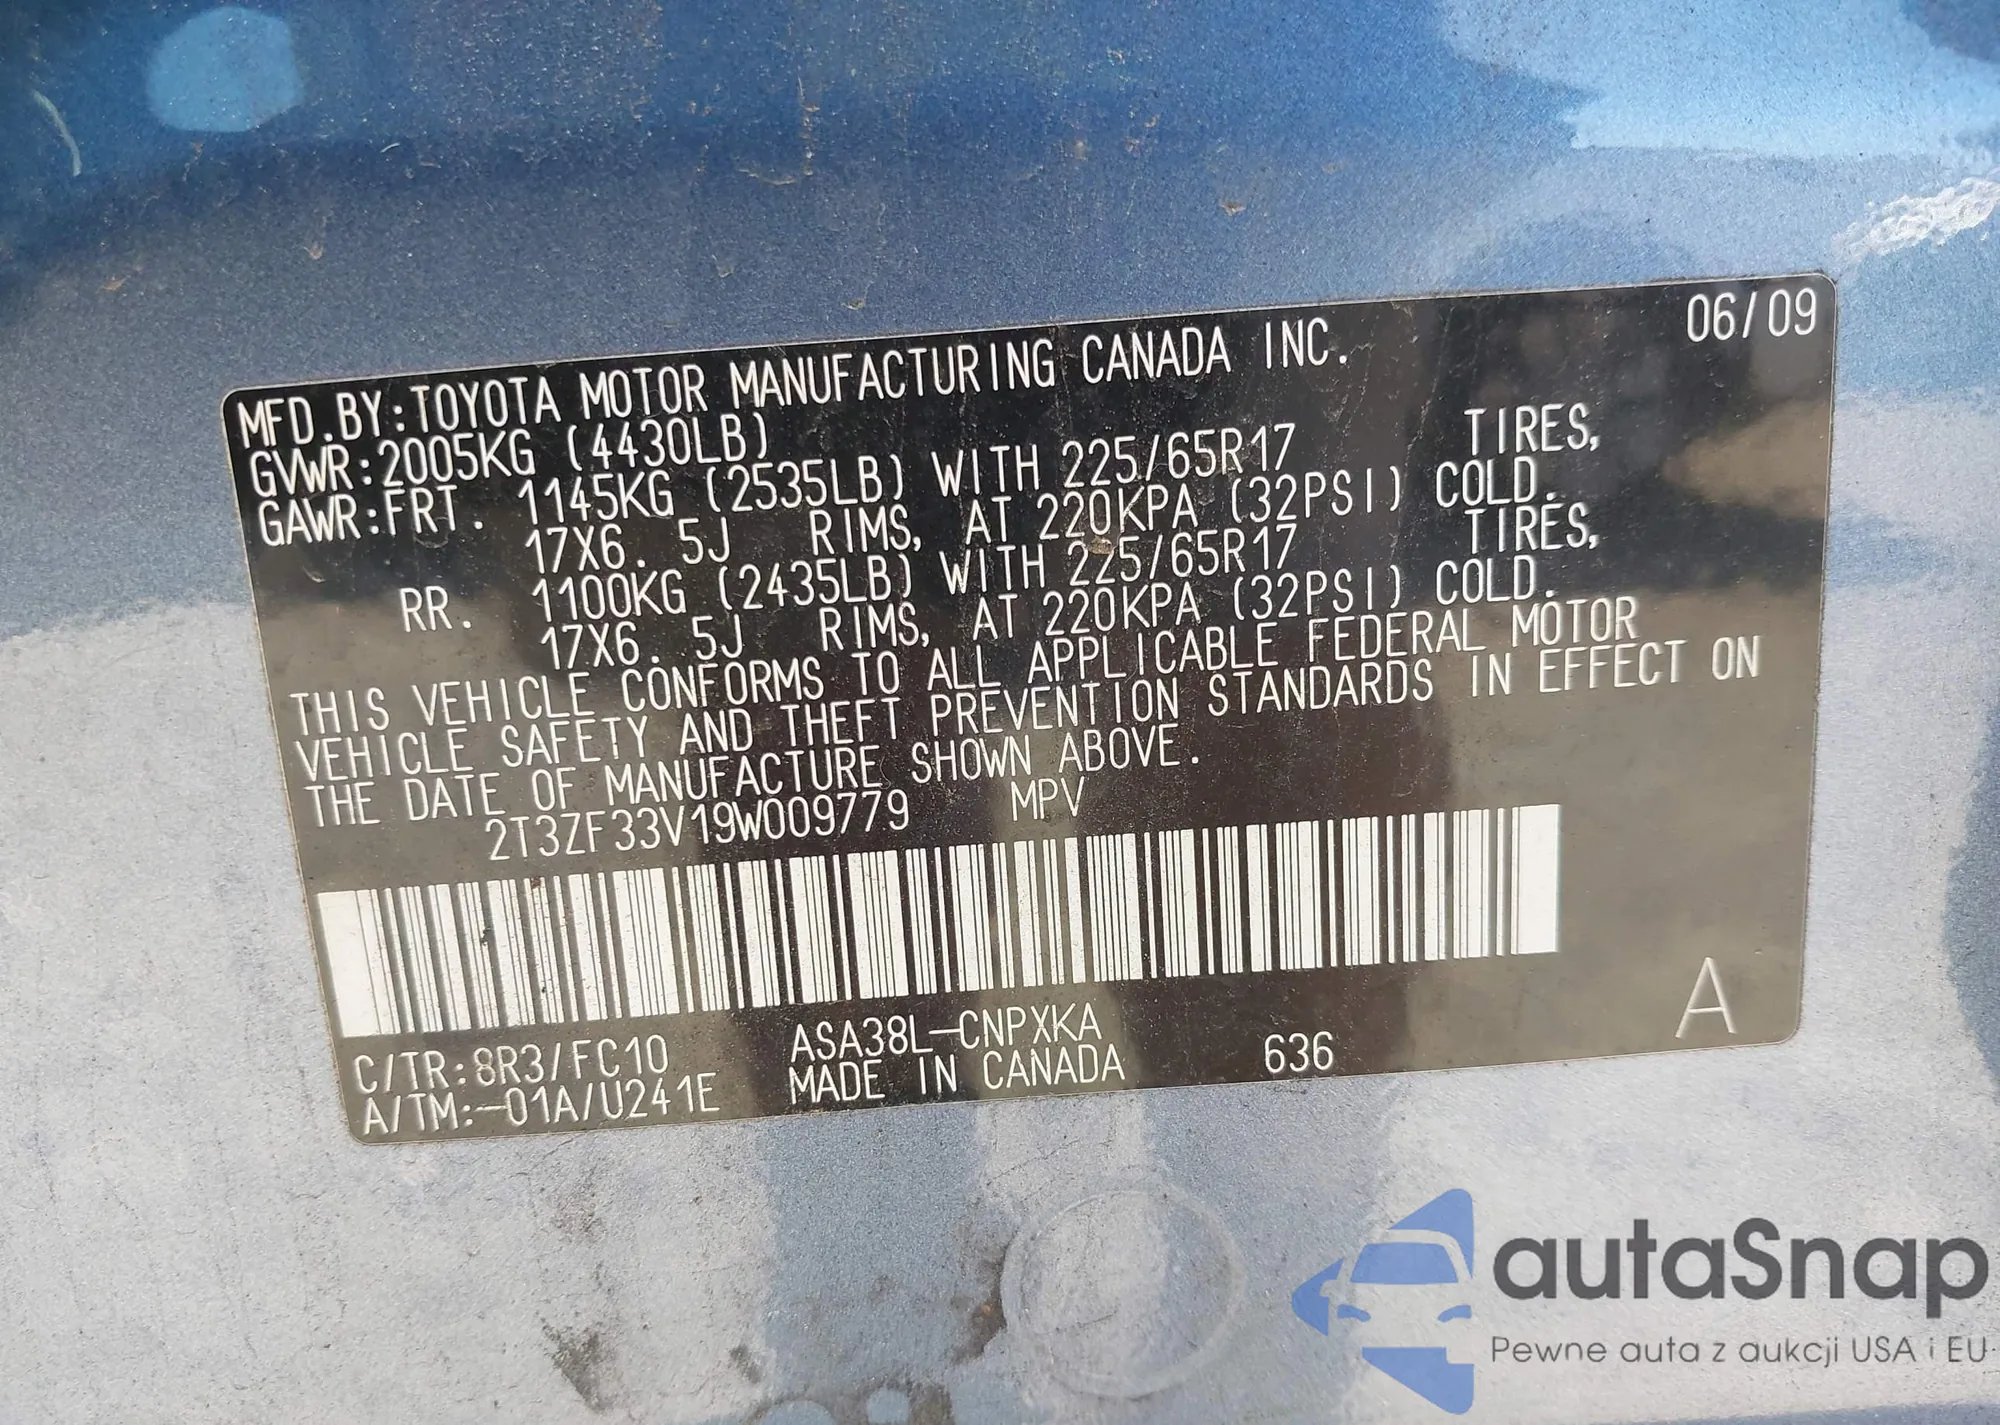 06/09
MFD.BY:TOYOTA MOTOR MANUFACTURING CANADA INC.
GVWR:2005KG (4430LB)
GAWR:FRT. 1145KG (2535LB) WITH 225/65R17 TIRES,
17X6. 5J RIMS, AT 220KPA (32PSI) COLD.
RR. 1100KG (2435LB) WITH 225/65R17 TIRES,
17X6. 5J RIMS, AT 220KPA (32PSI) COLD.
THIS VEHICLE CONFORMS TO ALL APPLICABLE FEDERAL MOTOR
VEHICLE SAFETY AND THEFT PREVENTION STANDARDS IN EFFECT ON
THE DATE OF MANUFACTURE SHOWN ABOVE.
2T3ZF33V19W009779 MPV
C/TR:8R3/FC10 ASA38L-CNPXKA
A/TM:-01A/U241E MADE IN CANADA 636
A
autaSnap
Pewne auta z aukcji USA i EU